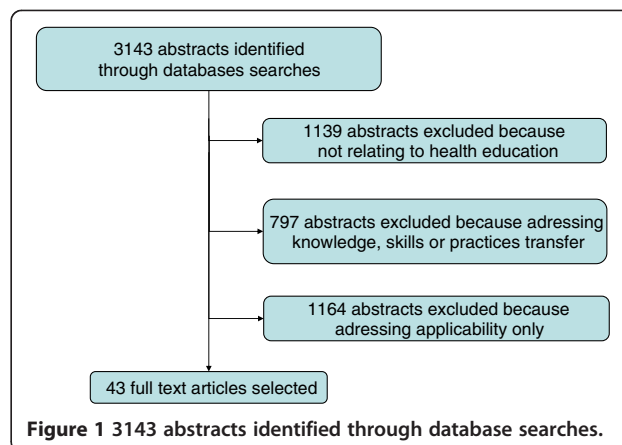 3143 abstracts identified
through databases searches
1139 abstracts excluded because
not relating to health education
797 abstracts excluded because adressing
knowledge, skills or practices transfer
1164 abstracts excluded because
adressing applicability only
43 full text articles selected
Figure 1 3143 abstracts identified through database searches.